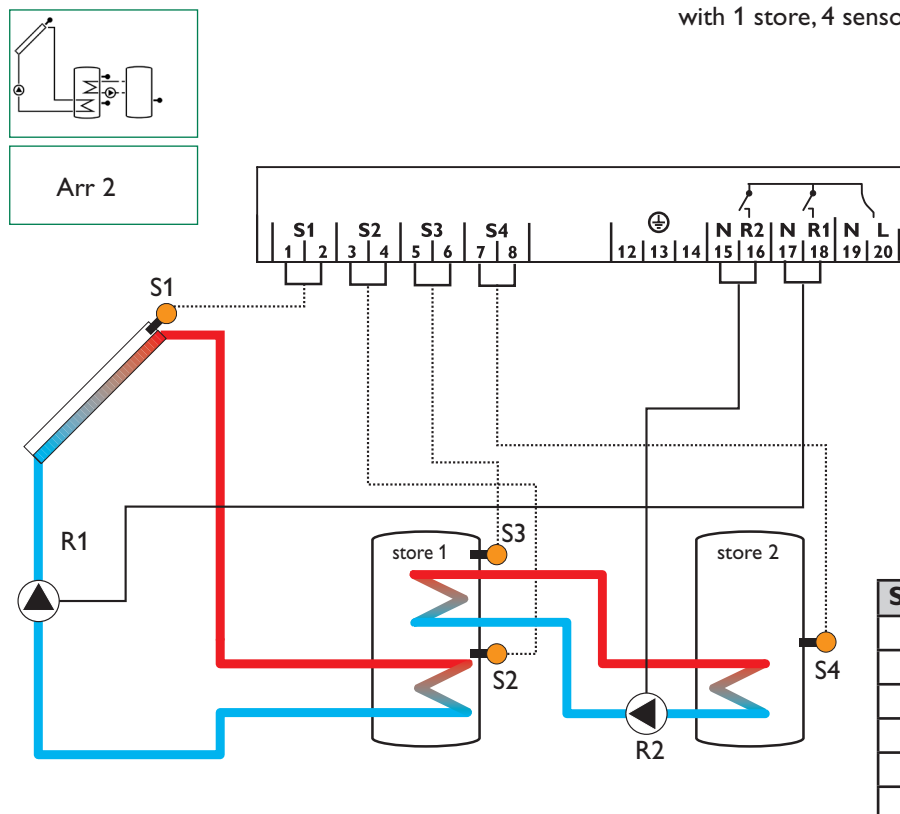 with 1 store, 4 senso
Arr 2
S1 S2 S3 S4 N R2 N R1 N L
1 2 3 4 5 6 7 8 12 13 14 15 16 17 18 19 20
S1
R1
S3
store 1
store 2
S
S2
S4
R2